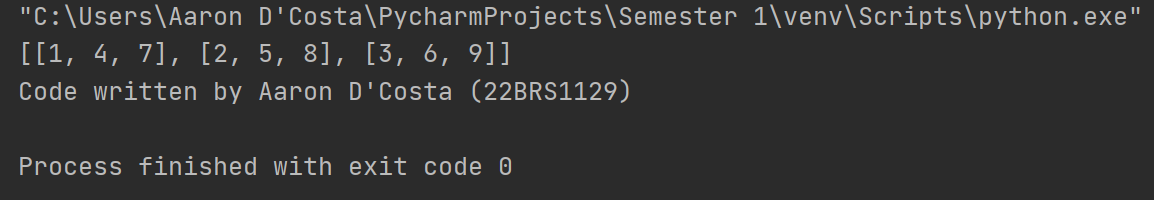 "C:\Users\Aaron D'Costa\PycharmProjects\Semester 1\venv\Scripts\python.exe"
[[1, 4, 7], [2, 5, 8], [3, 6, 9]]
Code written by Aaron D'Costa (22BRS1129)
Process finished with exit code 0